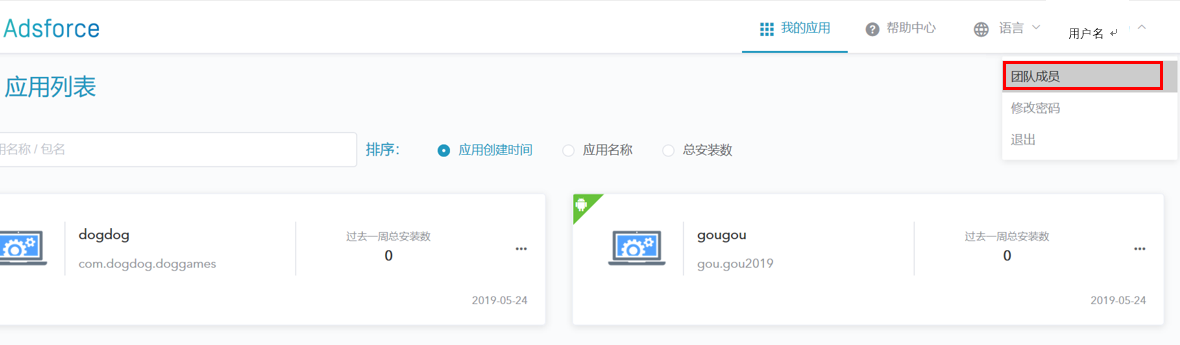 Adsforce
我的应用
帮助中心
语言
用户名
团队成员
修改密码
退出
应用列表
用名称 / 包名
排序:
应用创建时间
应用名称
总安装数
dogdog
com.dogdog.doggames
过去一周总安装数
0
2019-05-24
gougou
gou.gou2019
过去一周总安装数
0
2019-05-24